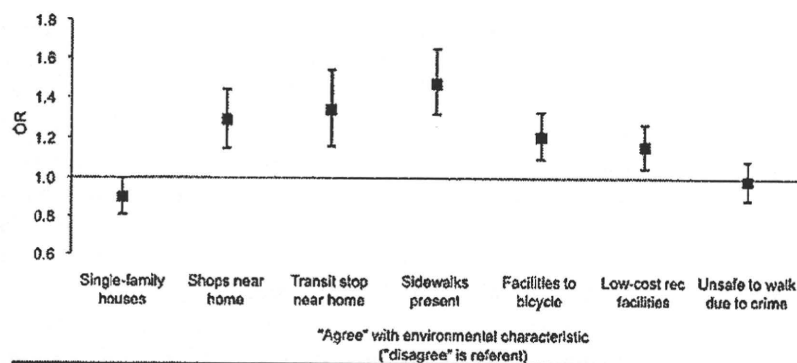 1.8
1.6
1.4
1.2
1.0
0.8
0.6
OR
Single-family houses
Shops near home
Transit stop near home
Sidewalks present
Facilities to bicycle
Low-cost rec facilities
Unsafe to walk due to crime
"Agree" with environmental characteristic
("disagree" is referent)